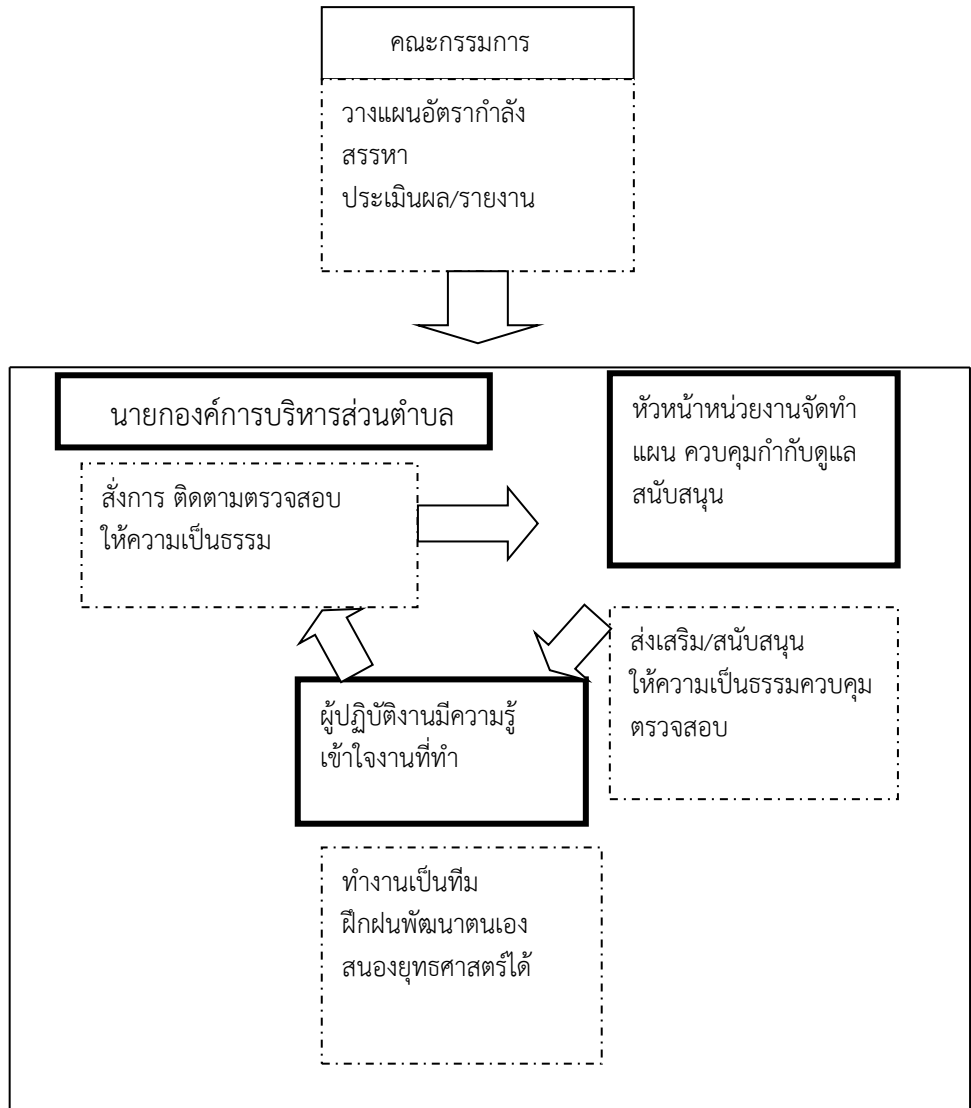 คณะกรรมการ
วางแผนอัตรากำลัง
สรรหา
ประเมินผล/รายงาน
นายกองค์การบริหารส่วนตำบล
สั่งการ ติดตามตรวจสอบ
ให้ความเป็นธรรม
หัวหน้าหน่วยงานจัดทำ
แผน ควบคุมกำกับดูแล
สนับสนุน
ส่งเสริม/สนับสนุน
ให้ความเป็นธรรมควบคุม
ตรวจสอบ
ผู้ปฏิบัติงานมีความรู้
เข้าใจงานที่ทำ
ทำงานเป็นทีม
ฝึกฝนพัฒนาตนเอง
สนองยุทธศาสตร์ได้